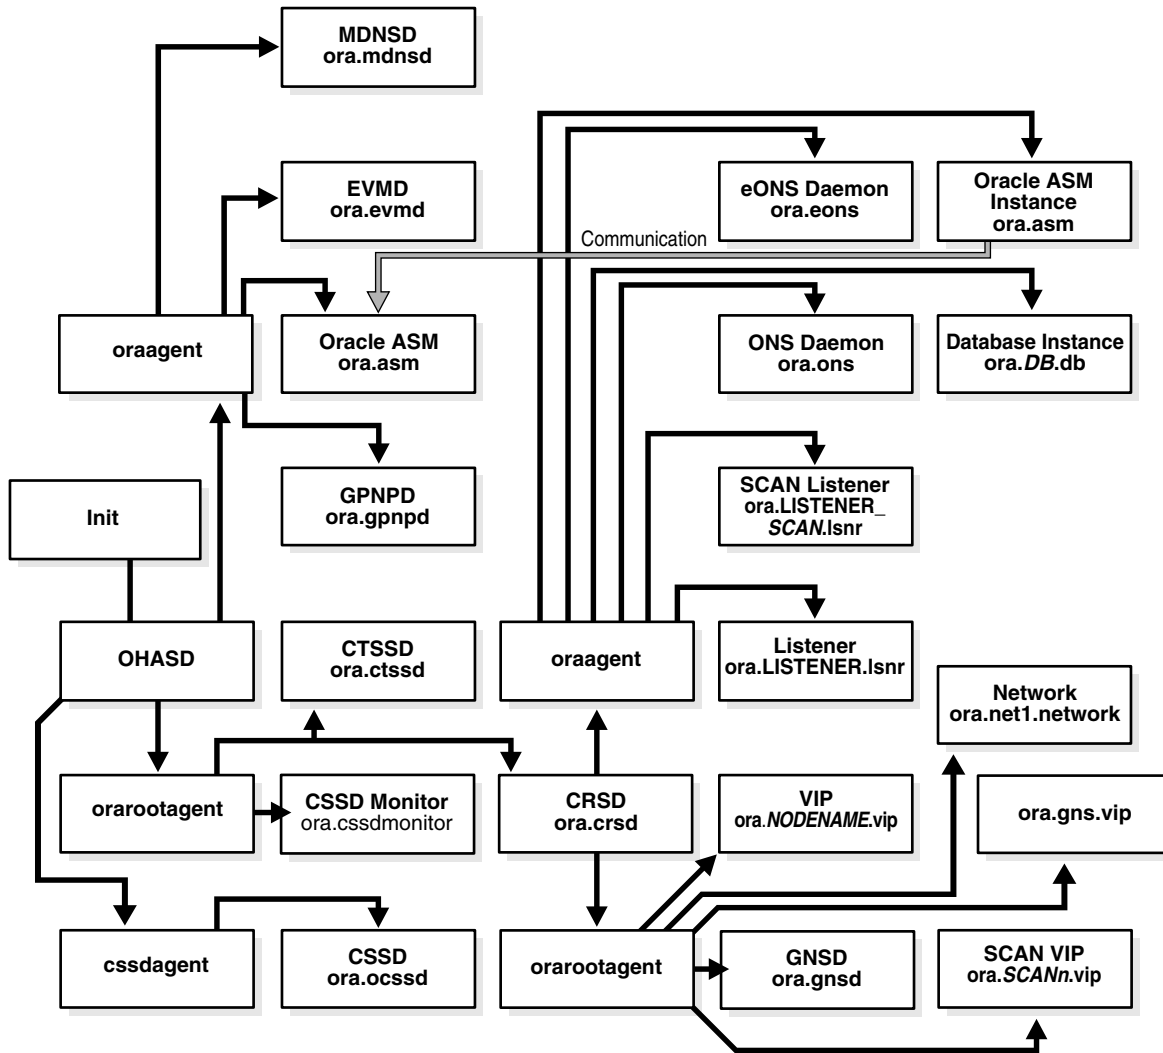 MDNSD
ora.mdnsd
EVMD
ora.evmd
eONS Daemon
ora.eons
Oracle ASM
Instance
ora.asm
Communication
oraagent
Oracle ASM
ora.asm
ONS Daemon
ora.ons
Database Instance
ora.DB.db
Init
GPNPD
ora.gpnpd
SCAN Listener
ora.LISTENER_
SCAN.lsnr
OHASD
CTSSD
ora.ctssd
oraagent
Listener
ora.LISTENER.lsnr
Network
ora.net1.network
orarootagent
CSSD Monitor
ora.cssdmonitor
CRSD
ora.crsd
VIP
ora.NODENAME.vip
ora.gns.vip
cssdagent
CSSD
ora.ocssd
orarootagent
GNSD
ora.gnsd
SCAN VIP
ora.SCANn.vip